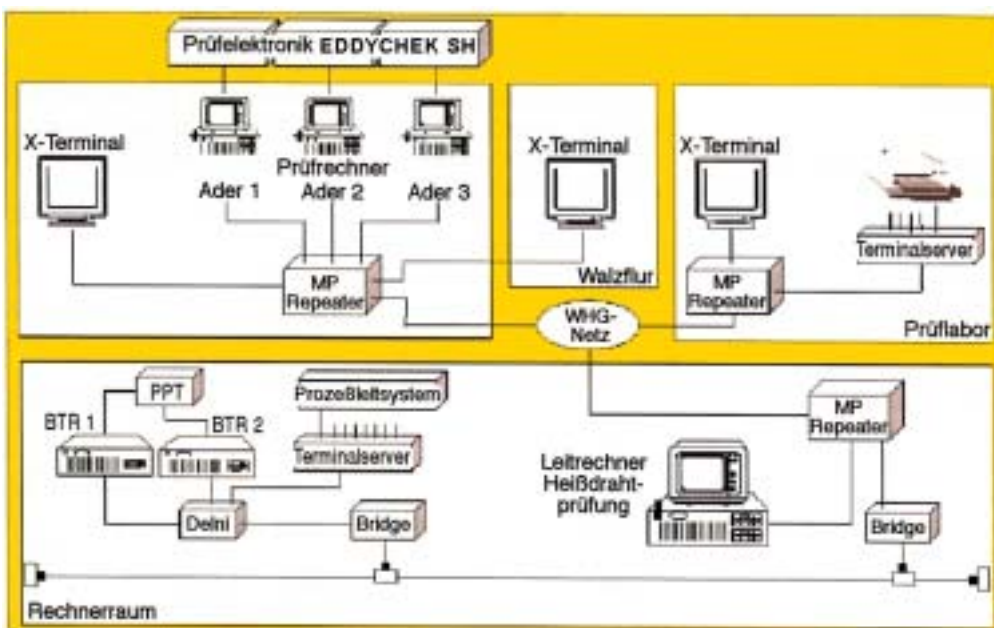 Prüfelektronik EDDYCHEK SH
X-Terminal
Prüfrechner
Ader 1 Ader 2 Ader 3
MP
Repeater
X-Terminal
Walzflur
X-Terminal
Terminalserver
MP
Repeater
Prüflabor
WHG-
Netz
PPT
BTR 1
BTR 2
Prozeßleitsystem
Terminalserver
Delni
Bridge
Leitrechner
Heißdraht-
prüfung
MP
Repeater
Bridge
Rechnerraum